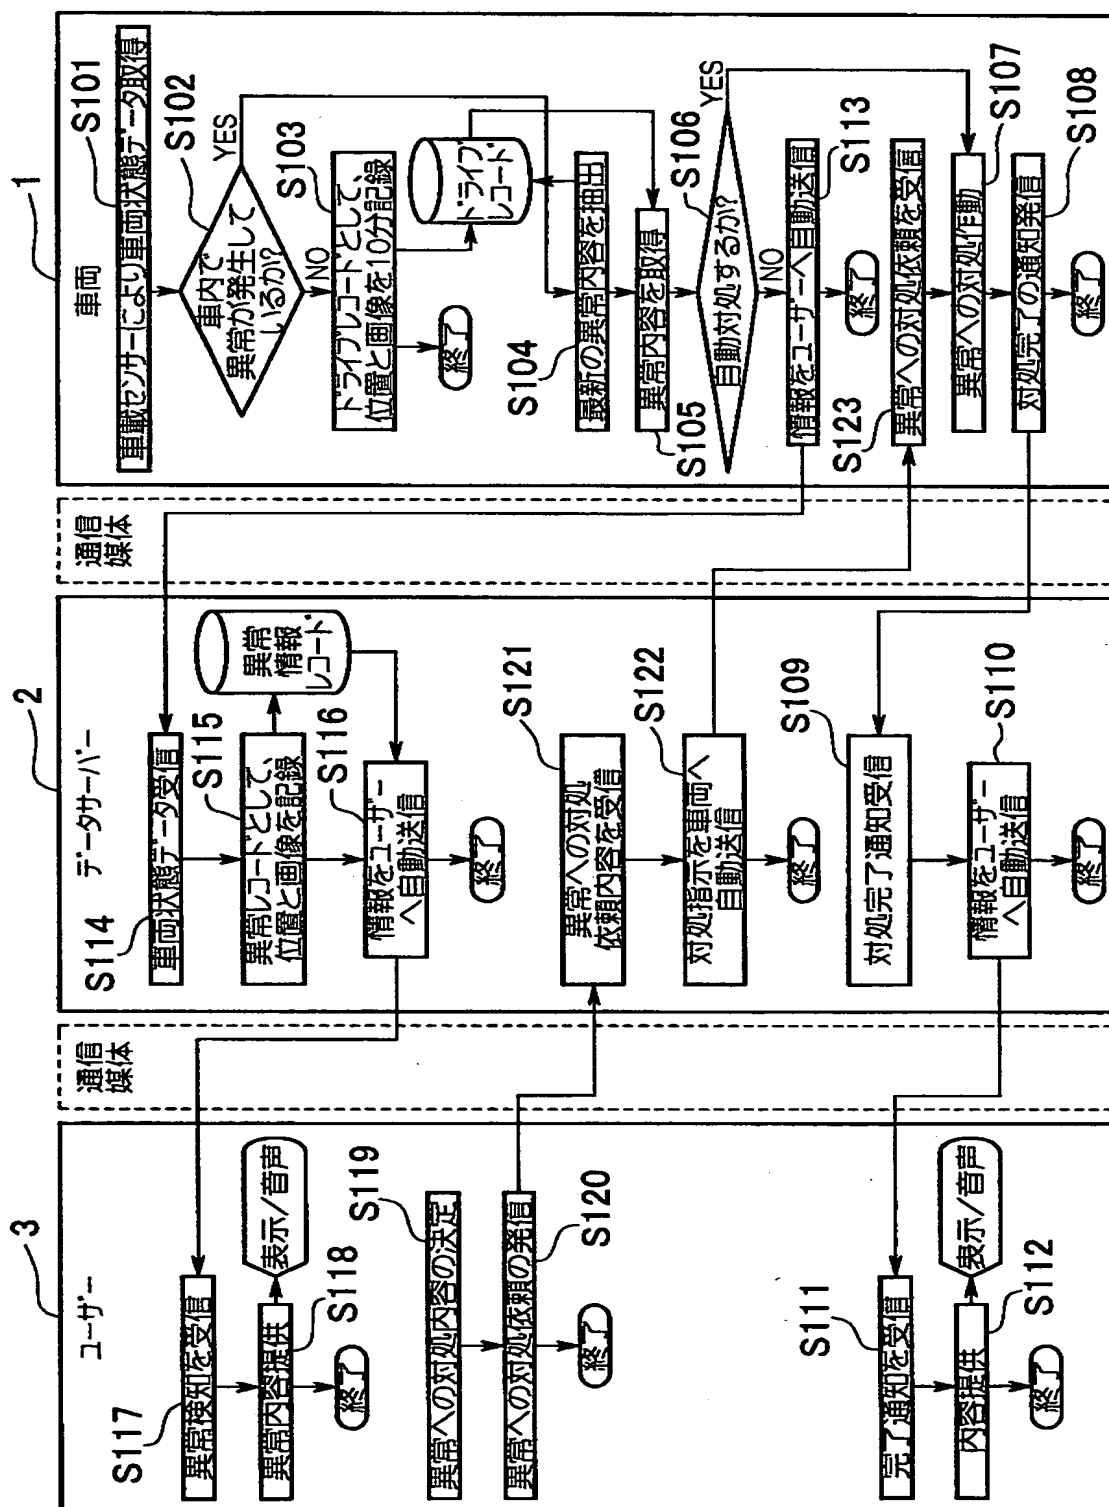 1
車両
S101
車載センサーにより車両状態データ取得
S102
車内で
異常が発生して
いるか?
YES
NO
S103
ドライブレコードとして、
位置と画像を10分記録
終了
ドライブ
レコード
S104
最新の異常内容を抽出
S105
異常内容を取得
S106
自動対処するか?
YES
NO
S113
情報をユーザーへ自動送信
終了
S123
異常への対処依頼を受信
S107
異常への対処作動
S108
対処完了の通知発信
終了
通信
媒体
2
データサーバー
S114
車両状態データ受信
S115
異常レコードとして、
位置と画像を記録
異常
情報
レコード
S116
情報をユーザー
へ自動送信
終了
S121
異常への対処
依頼内容を受信
S122
対処指示を車両へ
自動送信
終了
S109
対処完了通知受信
S110
情報をユーザー
へ自動送信
終了
通信
媒体
3
ユーザー
S117
異常検知を受信
S118
異常内容提供
表示/音声
終了
S119
異常への対処内容の決定
S120
異常への対処依頼の発信
終了
S111
完了通知を受信
S112
内容提供
表示/音声
終了